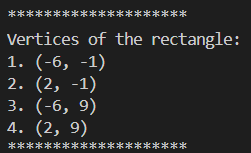 ********************
Vertices of the rectangle:
1. (-6, -1)
2. (2, -1)
3. (-6, 9)
4. (2, 9)
********************